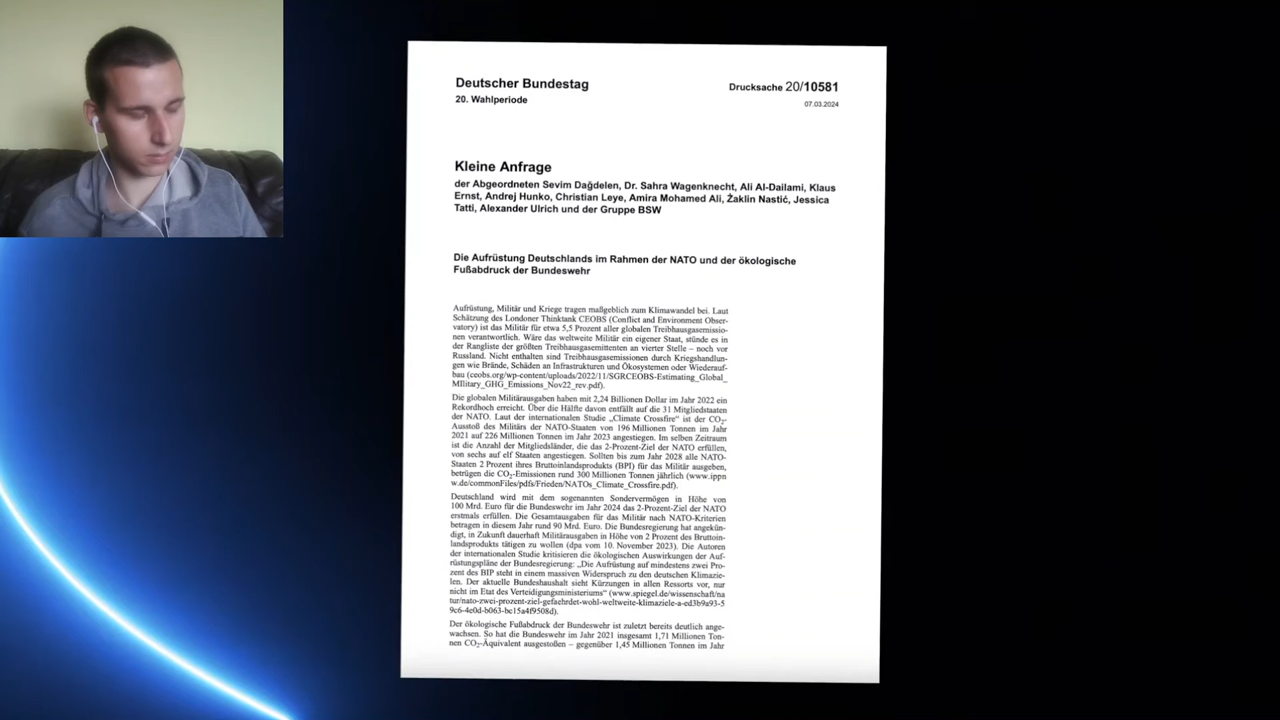 Deutscher Bundestag
Drucksache 20/10581
20. Wahlperiode
07.03.2024
Kleine Anfrage
der Abgeordneten Sevim Dağdelen, Dr. Sahra Wagenknecht, Ali Al-Dailami, Klaus
Ernst, Andrej Hunko, Christian Leye, Amira Mohamed Ali, Żaklin Nastić, Jessica
Tatti, Alexander Ulrich und der Gruppe BSW
Die Aufrüstung Deutschlands im Rahmen der NATO und der ökologische
Fußabdruck der Bundeswehr
Aufrüstung, Militär und Kriege tragen maßgeblich zum Klimawandel bei. Laut
Schätzung des Londoner Thinktank CEOBS (Conflict and Environment Obser-
vatory) ist das Militär für etwa 5,5 Prozent aller globalen Treibhausgasemissio-
nen verantwortlich. Wäre das weltweite Militär ein eigener Staat, stünde es in
der Rangliste der größten Treibhausgasemittenten an vierter Stelle – noch vor
Russland. Nicht enthalten sind Treibhausgasemissionen durch Kriegshandlun-
gen wie Brände, Schäden an Infrastrukturen und Ökosystemen oder Wiederauf-
bau (ceobs.org/wp-content/uploads/2022/11/SGRCEOBS-Estimating_Global_
MIlitary_GHG_Emissions_Nov22_rev.pdf).
Die globalen Militärausgaben haben mit 2,24 Billionen Dollar im Jahr 2022 ein
Rekordhoch erreicht. Über die Hälfte davon entfällt auf die 31 Mitgliedstaaten
der NATO. Laut der internationalen Studie „Climate Crossfire“ ist der CO₂-
Ausstoß des Militärs der NATO-Staaten von 196 Millionen Tonnen im Jahr
2021 auf 226 Millionen Tonnen im Jahr 2023 angestiegen. Im selben Zeitraum
ist die Anzahl der Mitgliedsländer, die das 2-Prozent-Ziel der NATO erfüllen,
von sechs auf elf Staaten angestiegen. Sollten bis zum Jahr 2028 alle NATO-
Staaten 2 Prozent ihres Bruttoinlandsprodukts (BPI) für das Militär ausgeben,
betrügen die CO₂-Emissionen rund 300 Millionen Tonnen jährlich (www.ippn
w.de/commonFiles/pdfs/Frieden/NATOs_Climate_Crossfire.pdf).
Deutschland wird mit dem sogenannten Sondervermögen in Höhe von
100 Mrd. Euro für die Bundeswehr im Jahr 2024 das 2-Prozent-Ziel der NATO
erstmals erfüllen. Die Gesamtausgaben für das Militär nach NATO-Kriterien
betragen in diesem Jahr rund 90 Mrd. Euro. Die Bundesregierung hat angekün-
digt, in Zukunft dauerhaft Militärausgaben in Höhe von 2 Prozent des Bruttoin-
landsprodukts tätigen zu wollen (dpa vom 10. November 2023). Die Autoren
der internationalen Studie kritisieren die ökologischen Auswirkungen der Auf-
rüstungspläne der Bundesregierung: „Die Aufrüstung auf mindestens zwei Pro-
zent des BIP steht in einem massiven Widerspruch zu den deutschen Klimazie-
len. Der aktuelle Bundeshaushalt sieht Kürzungen in allen Ressorts vor, nur
nicht im Etat des Verteidigungsministeriums“ (www.spiegel.de/wissenschaft/na
tur/nato-zwei-prozent-ziel-gefaehrdet-wohl-weltweite-klimaziele-a-ed3b9a93-5
9c6-4e0d-b063-bc15a4f9508d).
Der ökologische Fußabdruck der Bundeswehr ist zuletzt bereits deutlich ange-
wachsen. So hat die Bundeswehr im Jahr 2021 insgesamt 1,71 Millionen Ton-
nen CO₂-Äquivalent ausgestoßen – gegenüber 1,45 Millionen Tonnen im Jahr